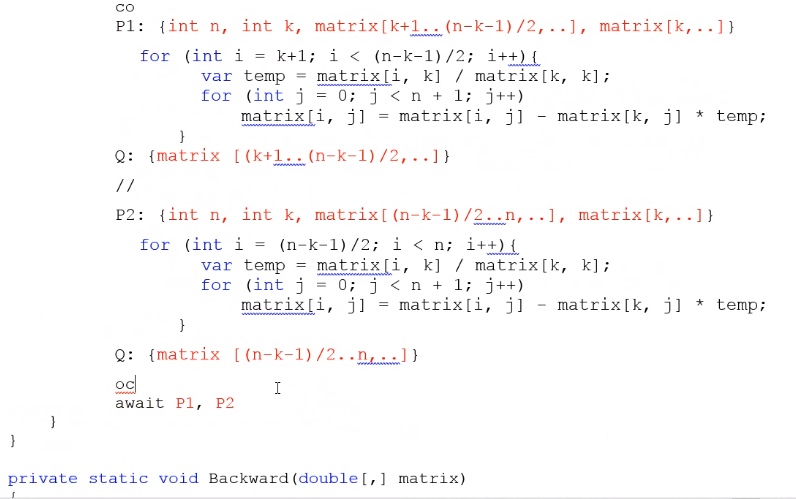 co
P1: {int n, int k, matrix[k+1..(n-k-1)/2,..], matrix[k,..]}
for (int i = k+1; i < (n-k-1)/2; i++){
var temp = matrix[i, k] / matrix[k, k];
for (int j = 0; j < n + 1; j++)
matrix[i, j] = matrix[i, j] - matrix[k, j] * temp;
}
Q: {matrix [(k+1..(n-k-1)/2,..]}
//
P2: {int n, int k, matrix[(n-k-1)/2..n,..], matrix[k,..]}
for (int i = (n-k-1)/2; i < n; i++){
var temp = matrix[i, k] / matrix[k, k];
for (int j = 0; j < n + 1; j++)
matrix[i, j] = matrix[i, j] - matrix[k, j] * temp;
}
Q: {matrix [(n-k-1)/2..n,..]}
oc
await P1, P2
}
}
private static void Backward(double[,] matrix)